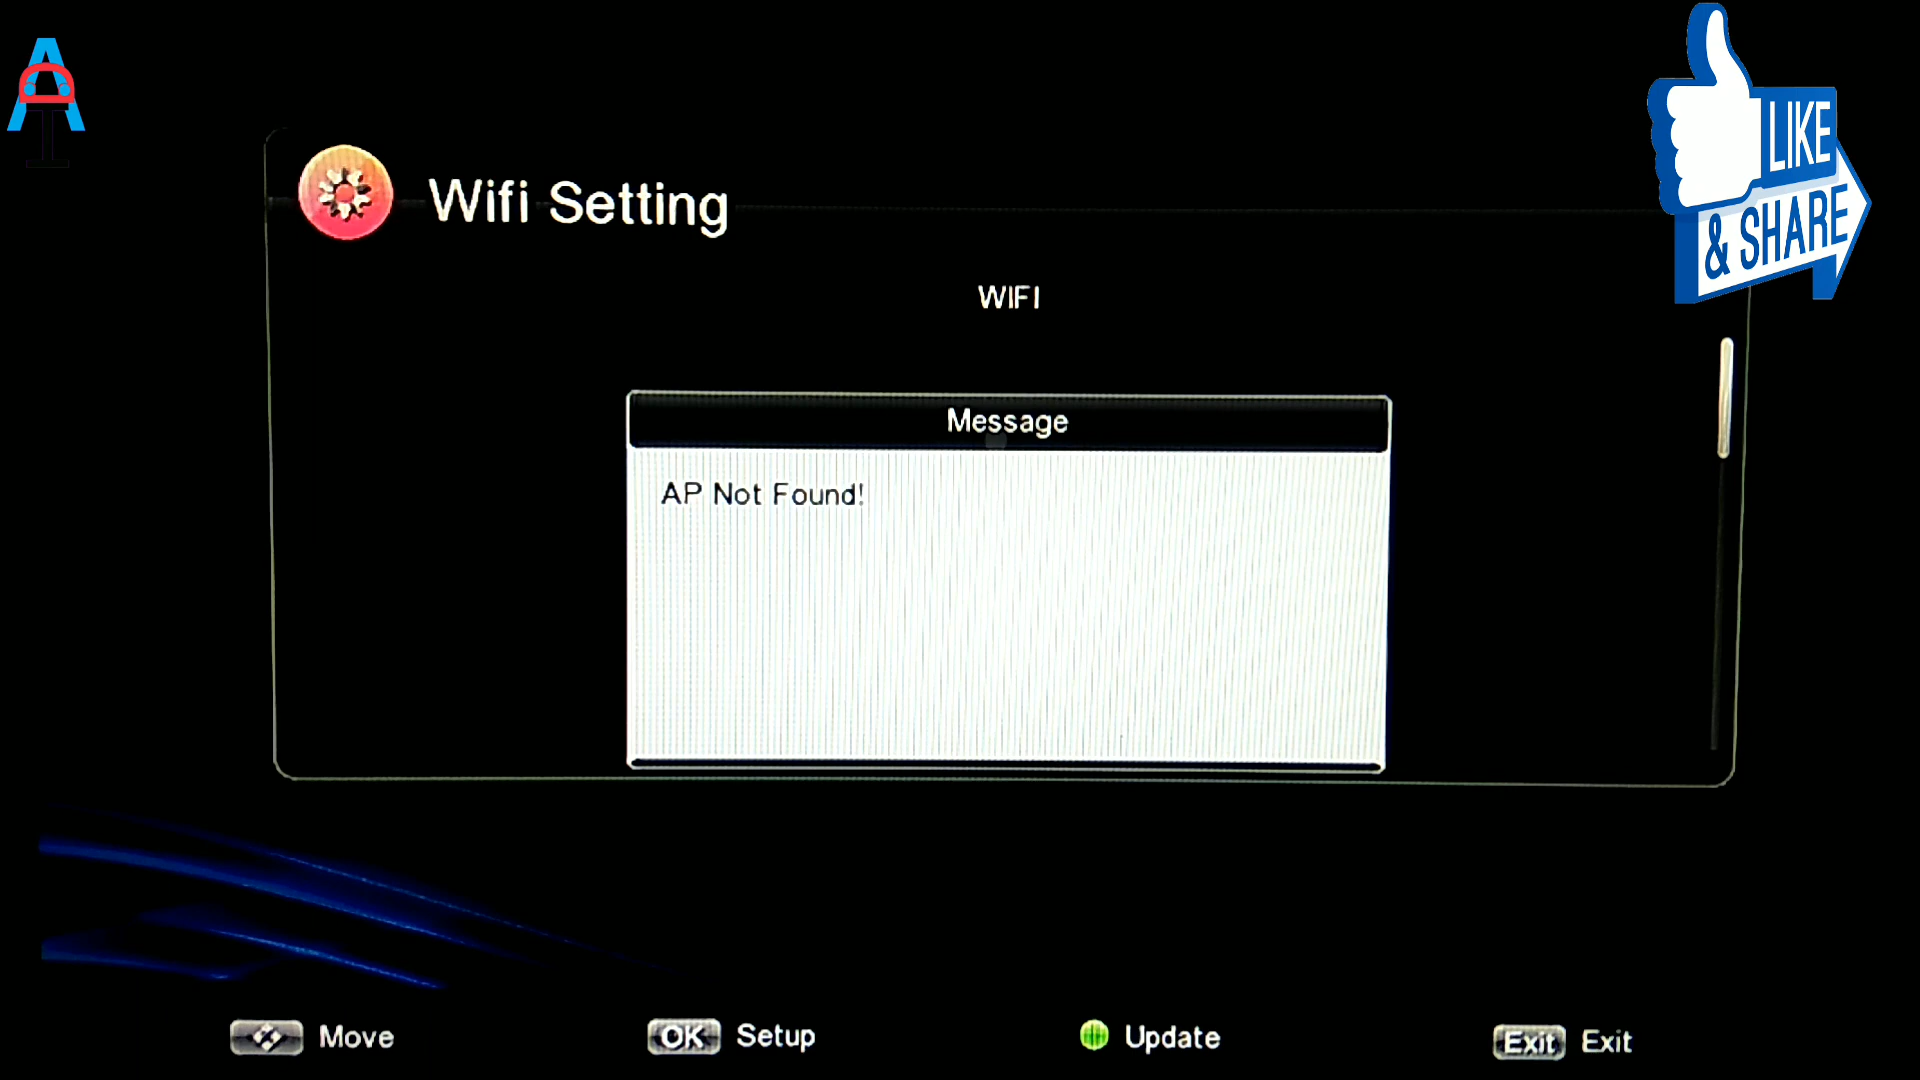 LIKE
& SHARE
Wifi Setting
WIFI
Message
AP Not Found!
Move
OK Setup
Update
Exit Exit